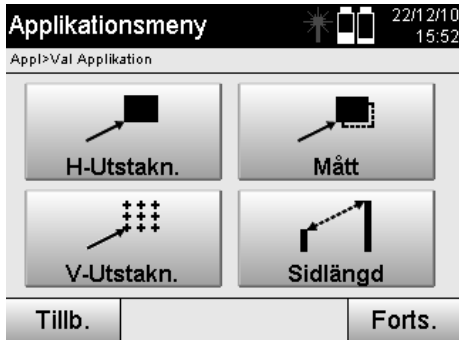 Applikationsmeny
22/12/10
15:52
Appl>Val Applikation
H-Utstakn.
Mått
V-Utstakn.
Sidlängd
Tillb.
Forts.